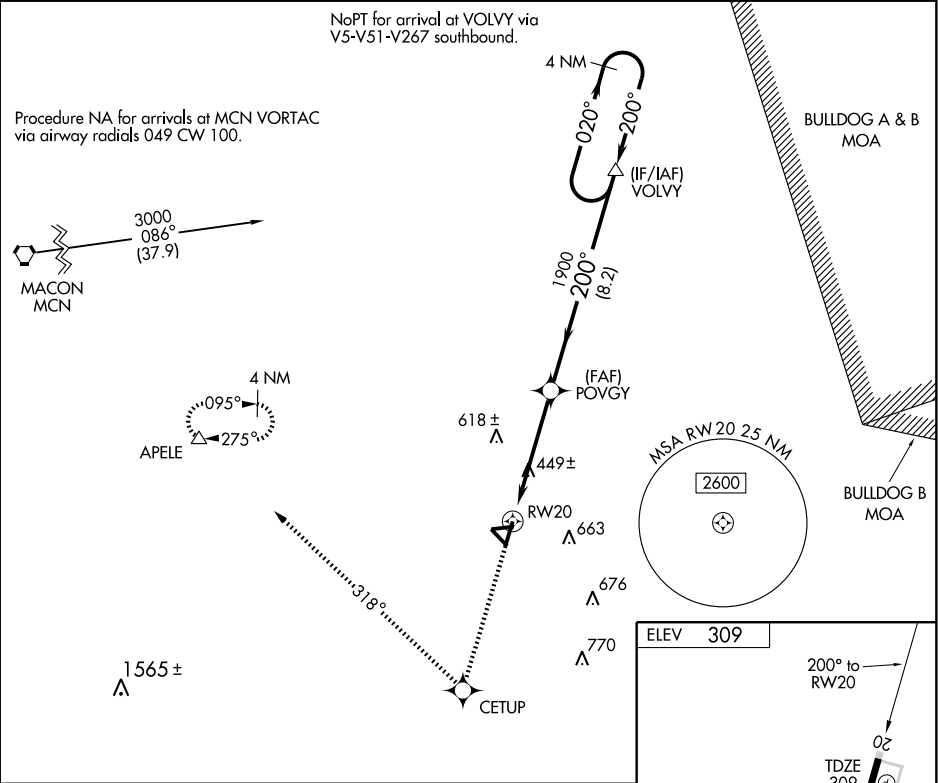 NoPT for arrival at VOLVY via
V5-V51-V267 southbound.
4 NM
020°
200°
BULLDOG A & B
MOA
Procedure NA for arrivals at MCN VORTAC
via airway radials 049 CW 100.
(IF/IAF)
VOLVY
3000
086°
(37.9)
MACON
MCN
1900
200°
(8.2)
4 NM
095°
275°
APELE
(FAF)
POVGY
618 ±
449 ±
MSA RW 20 25 NM
2600
BULLDOG B
MOA
RW20
663
318°
676
770
1565 ±
CETUP
ELEV 309
200° to
RW20
20
TDZE
309